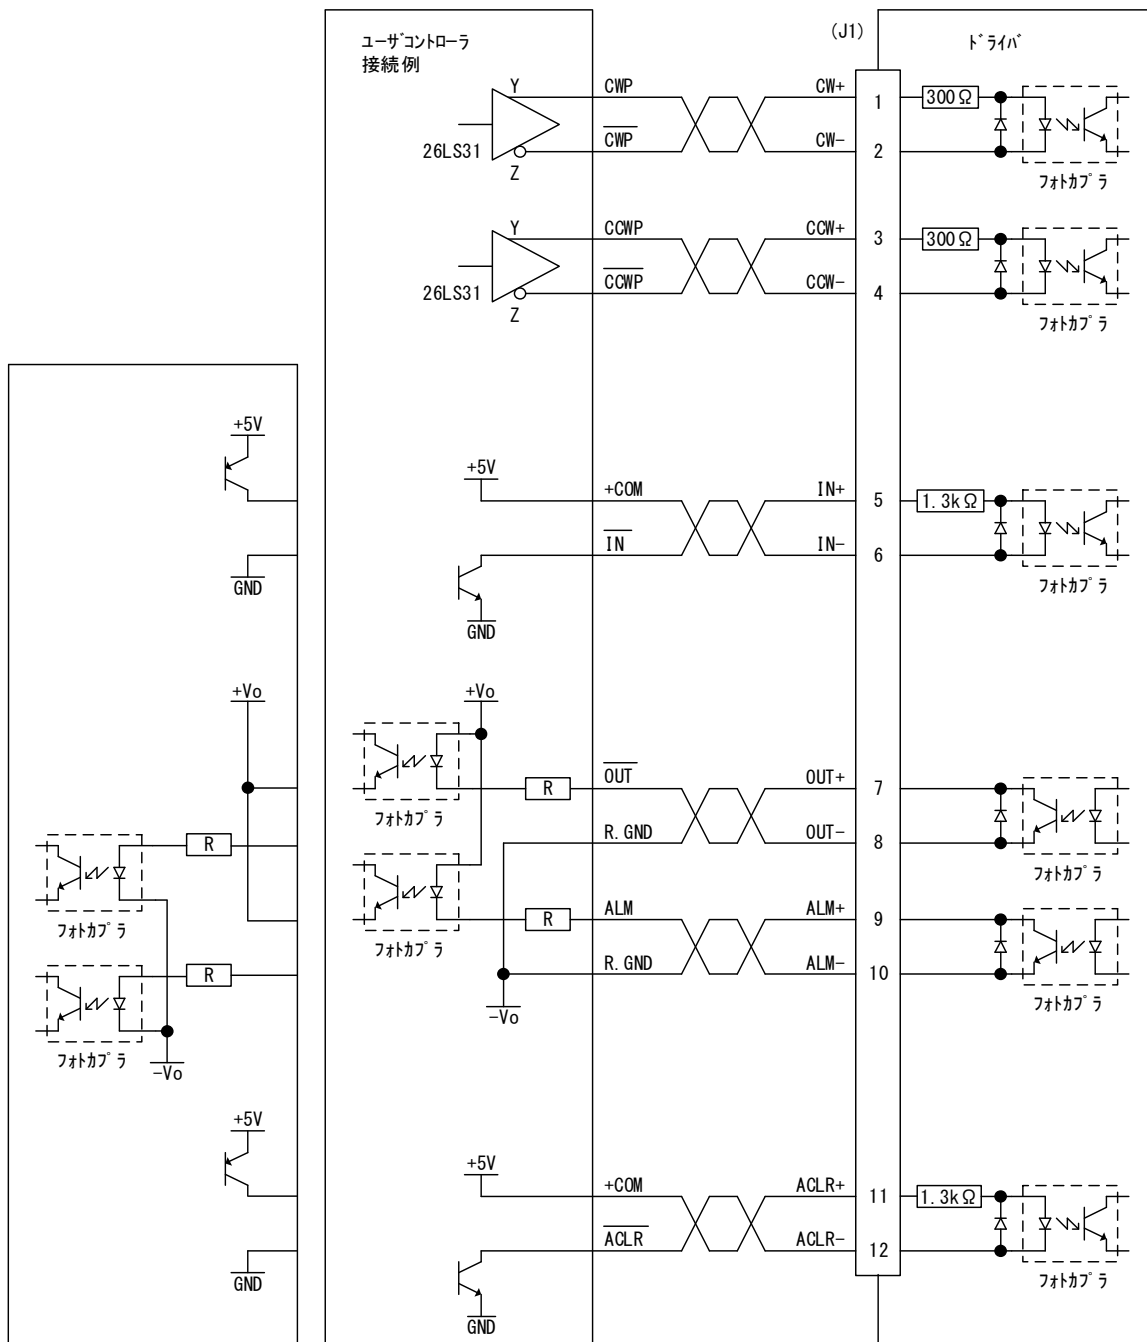 (J1)
ユーザコントローラ
接続例
ドライバ
Y
CWP
CW+
1
300Ω
26LS31
C̅W̅P̅
CW-
2
Z
フォトカプラ
Y
CCWP
CCW+
3
300Ω
26LS31
C̅C̅W̅P̅
CCW-
4
Z
フォトカプラ
+5V
+5V
+COM
IN+
5
1.3kΩ
GND
I̅N̅
IN-
6
フォトカプラ
GND
+Vo
+Vo
O̅U̅T̅
OUT+
7
R
フォトカプラ
R.GND
OUT-
8
R
フォトカプラ
フォトカプラ
ALM
ALM+
9
R
フォトカプラ
R.GND
ALM-
10
R
フォトカプラ
-Vo
フォトカプラ
-Vo
+5V
+5V
+COM
ACLR+
11
1.3kΩ
GND
A̅C̅L̅R̅
ACLR-
12
フォトカプラ
GND